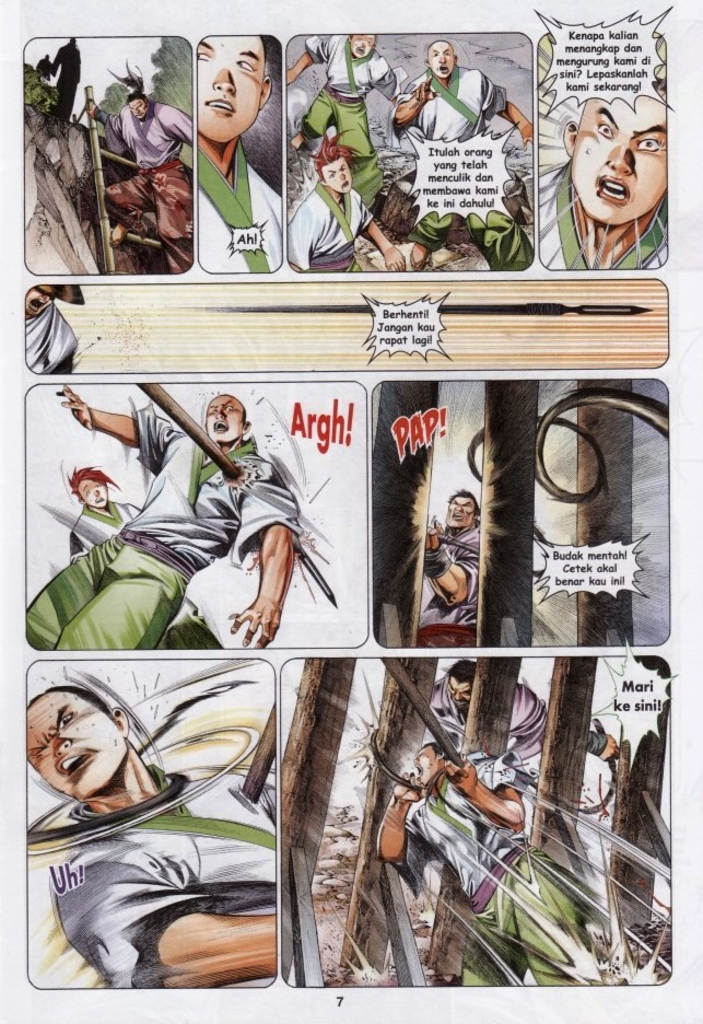 Ah!
Itulah orang
yang telah
menculik dan
membawa kami
ke ini dahulu!
Kenapa kalian
menangkap dan
mengurung kami di
sini? Lepaskanlah
kami sekarang!
Berhenti!
Jangan kau
rapat lagi!
Argh!
PAP!
Budak mentah!
Cetek akal
benar kau ini!
Uh!
Mari
ke sini!
7